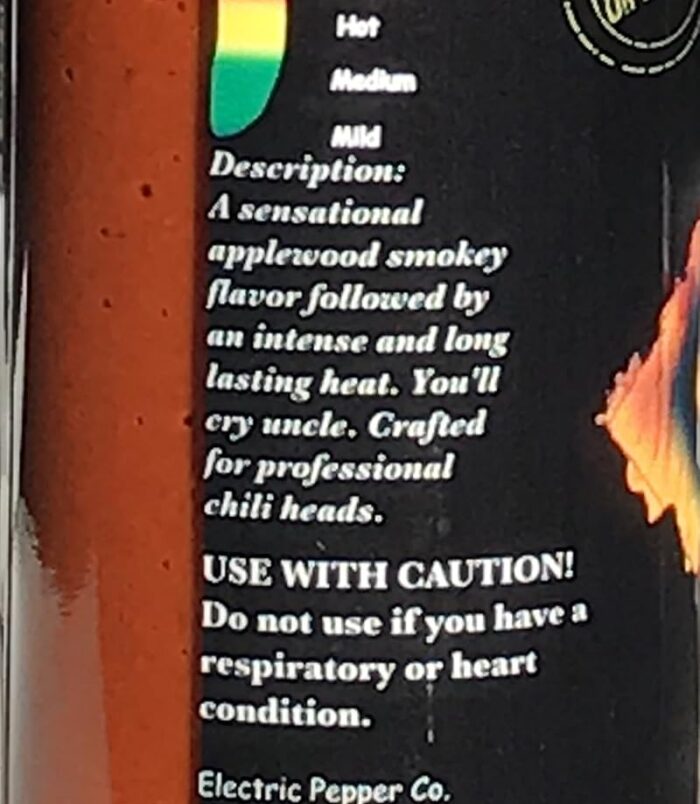 Hot
Medium
Mild
Description:
A sensational
applewood smokey
flavor followed by
an intense and long
lasting heat. You'll
cry uncle. Crafted
for professional
chili heads.
USE WITH CAUTION!
Do not use if you have a
respiratory or heart
condition.
Electric Pepper Co.